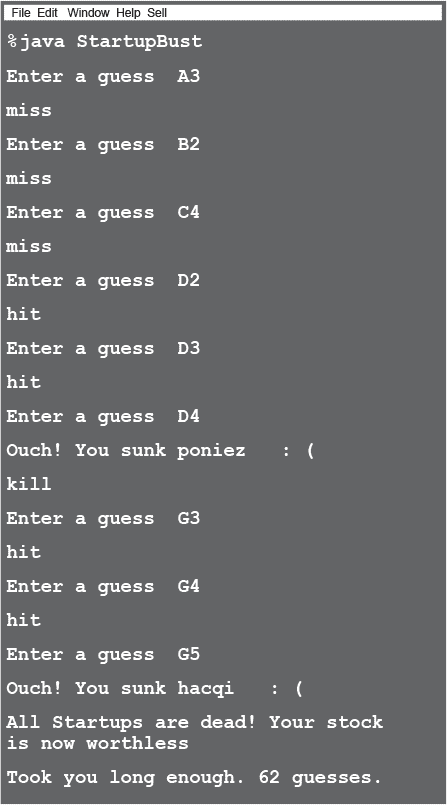 File Edit Window Help Sell
%java StartupBust
Enter a guess A3
miss
Enter a guess B2
miss
Enter a guess C4
miss
Enter a guess D2
hit
Enter a guess D3
hit
Enter a guess D4
Ouch! You sunk poniez : (
kill
Enter a guess G3
hit
Enter a guess G4
hit
Enter a guess G5
Ouch! You sunk hacqi : (
All Startups are dead! Your stock
is now worthless
Took you long enough. 62 guesses.